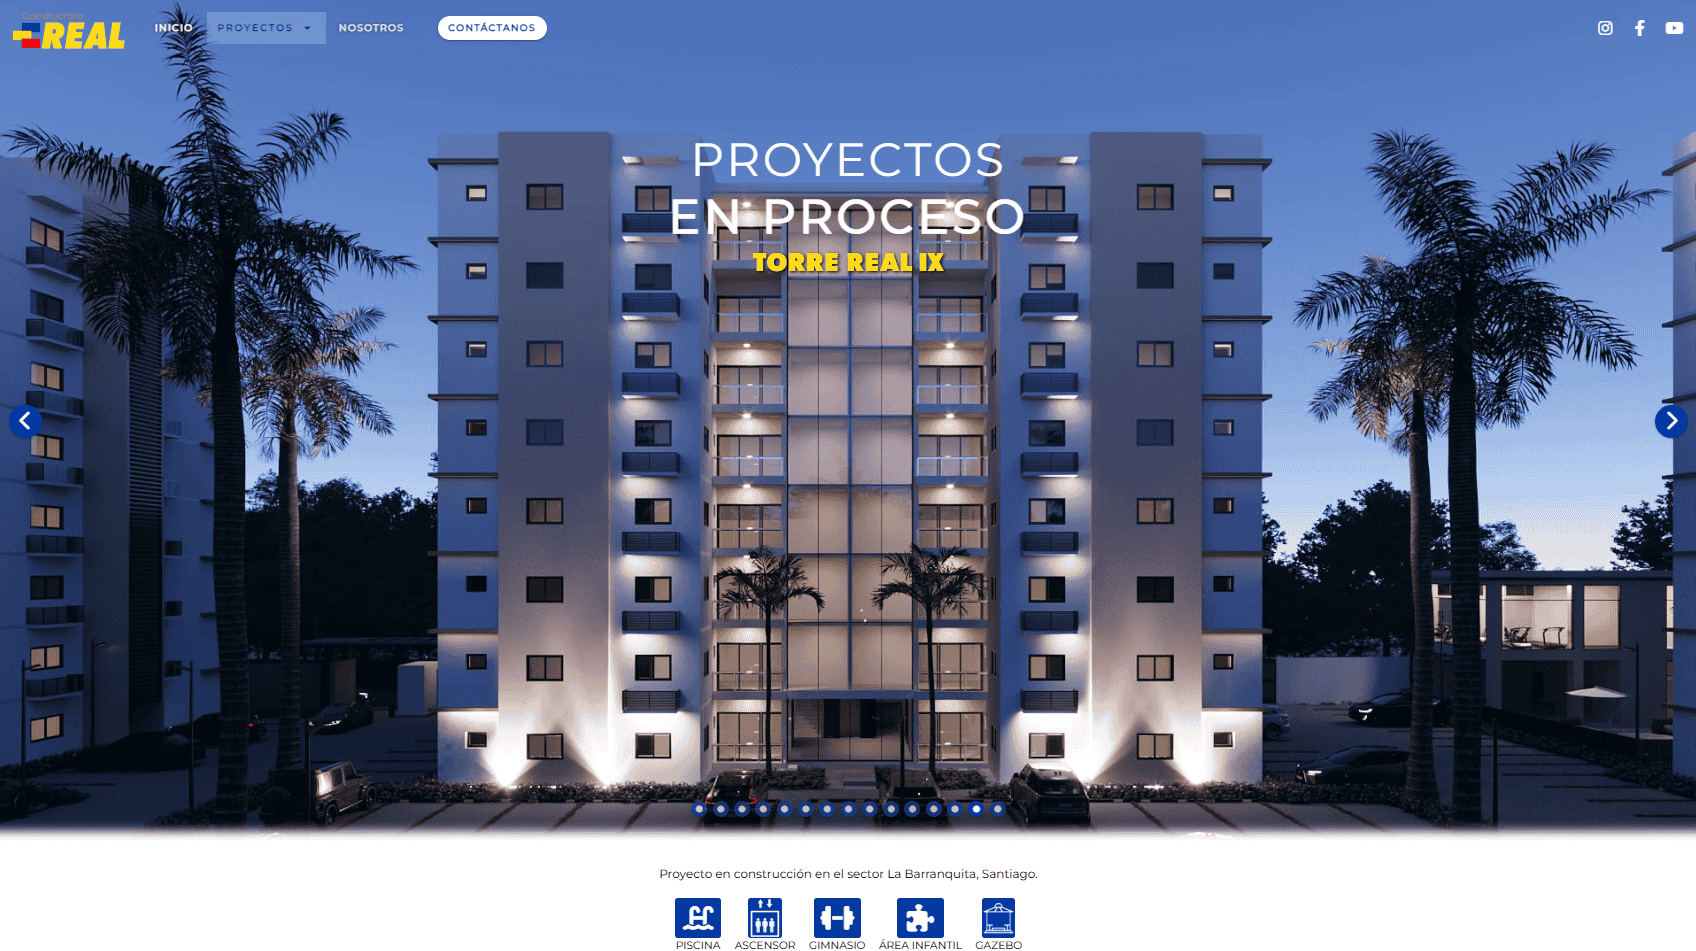 Constructora
REAL
INICIO
PROYECTOS
NOSOTROS
CONTÁCTANOS
PROYECTOS
EN PROCESO
TORRE REAL IX
Proyecto en construcción en el sector La Barranquita, Santiago.
PISCINA
ASCENSOR
GIMNASIO
ÁREA INFANTIL
GAZEBO